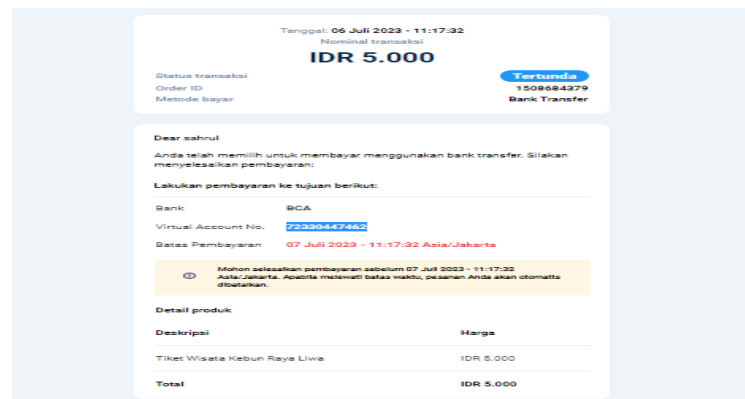 Tanggal: 06 Juli 2023 - 11:17:32
Nominal transaksi
IDR 5.000
Status transaksi Tertunda
Order ID 1508684379
Metode bayar Bank Transfer
Dear sahrul
Anda telah memilih untuk membayar menggunakan bank transfer. Silakan
menyelesaikan pembayaran:
Lakukan pembayaran ke tujuan berikut:
Bank BCA
Virtual Account No. 72330447462
Batas Pembayaran 07 Juli 2023 - 11:17:32 Asia/Jakarta
Mohon selesaikan pembayaran sebelum 07 Juli 2023 - 11:17:32
Asia/Jakarta. Apabila melewati batas waktu, pesanan Anda akan otomatis
dibatalkan.
Detail produk
Deskripsi Harga
Tiket Wisata Kebun Raya Liwa IDR 5.000
Total IDR 5.000